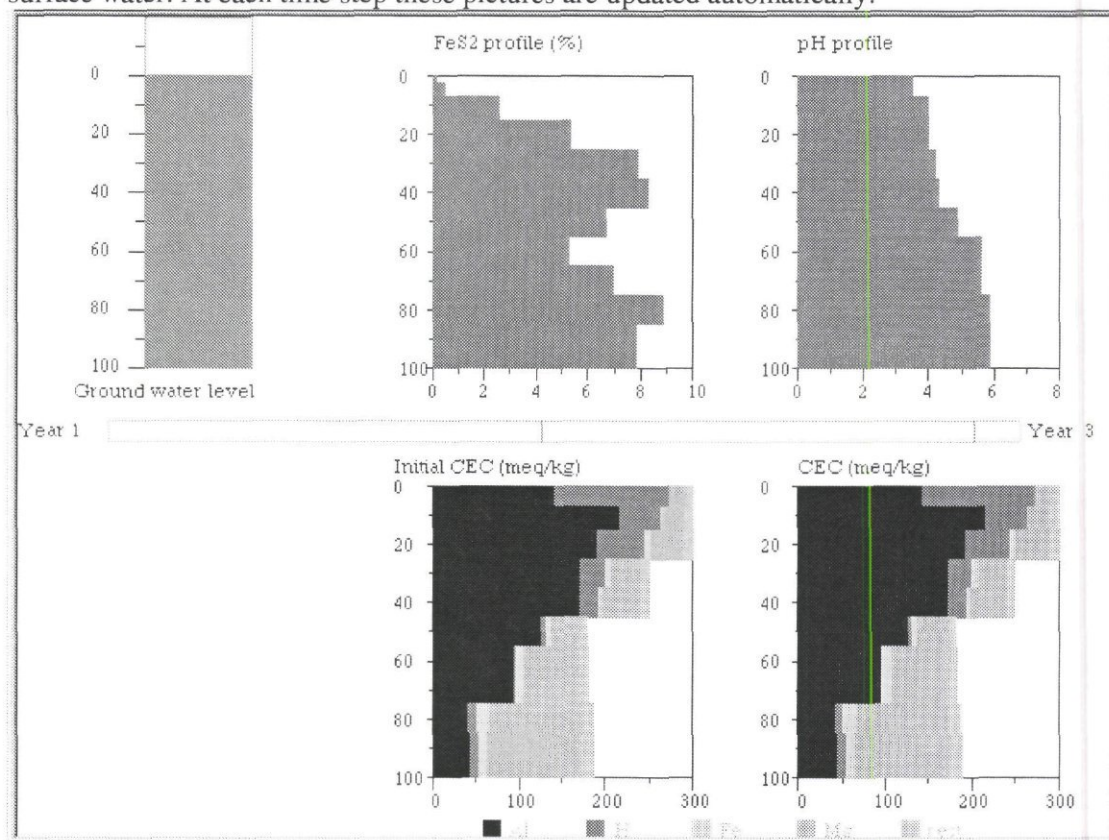 surface water. At each time step these pictures are updated automatically.
FeS2 profile (%)
pH profile
0
20
40
60
80
100
Ground water level
0
20
40
60
80
100
0 2 4 6 8 10
0
20
40
60
80
100
0 2 4 6 8
Year 1
Year 3
Initial CEC (meq/kg)
CEC (meq/kg)
0
20
40
60
80
100
0 100 200 300
0
20
40
60
80
100
0 100 200 300
Al H Fe Mg rest